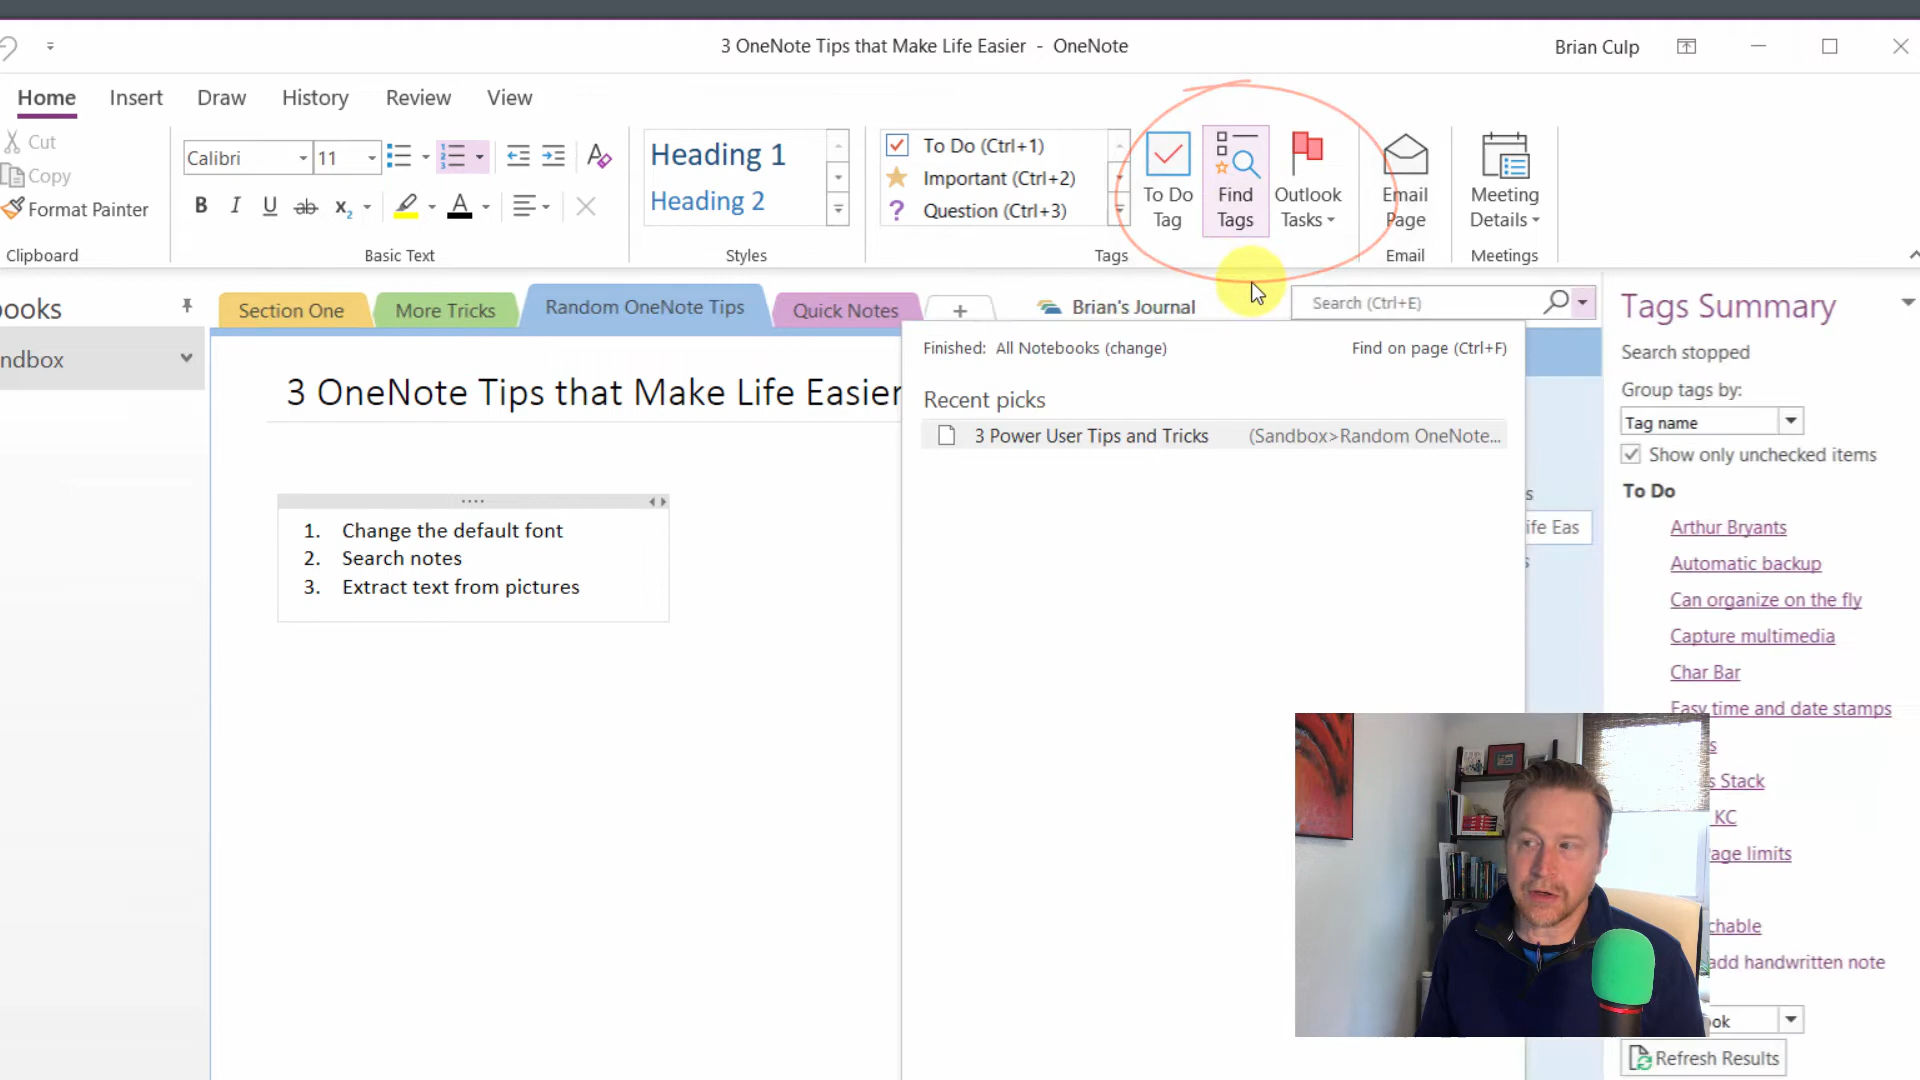 3 OneNote Tips that Make Life Easier - OneNote
Brian Culp
Home
Insert
Draw
History
Review
View
Cut
Copy
Format Painter
Clipboard
Calibri
11
Basic Text
Heading 1
Heading 2
Styles
To Do (Ctrl+1)
Important (Ctrl+2)
Question (Ctrl+3)
To Do
Tag
Find
Tags
Outlook
Tasks
Tags
Email
Page
Email
Meeting
Details
Meetings
ooks
ndbox
Section One
More Tricks
Random OneNote Tips
Quick Notes
+
Brian's Journal
Search (Ctrl+E)
3 OneNote Tips that Make Life Easier
1. Change the default font
2. Search notes
3. Extract text from pictures
Finished: All Notebooks (change)
Find on page (Ctrl+F)
Recent picks
3 Power User Tips and Tricks (Sandbox>Random OneNote...
ife Eas
Tags Summary
Search stopped
Group tags by:
Tag name
Show only unchecked items
To Do
Arthur Bryants
Automatic backup
Can organize on the fly
Capture multimedia
Char Bar
Easy time and date stamps
s
s Stack
KC
age limits
chable
add handwritten note
ook
Refresh Results